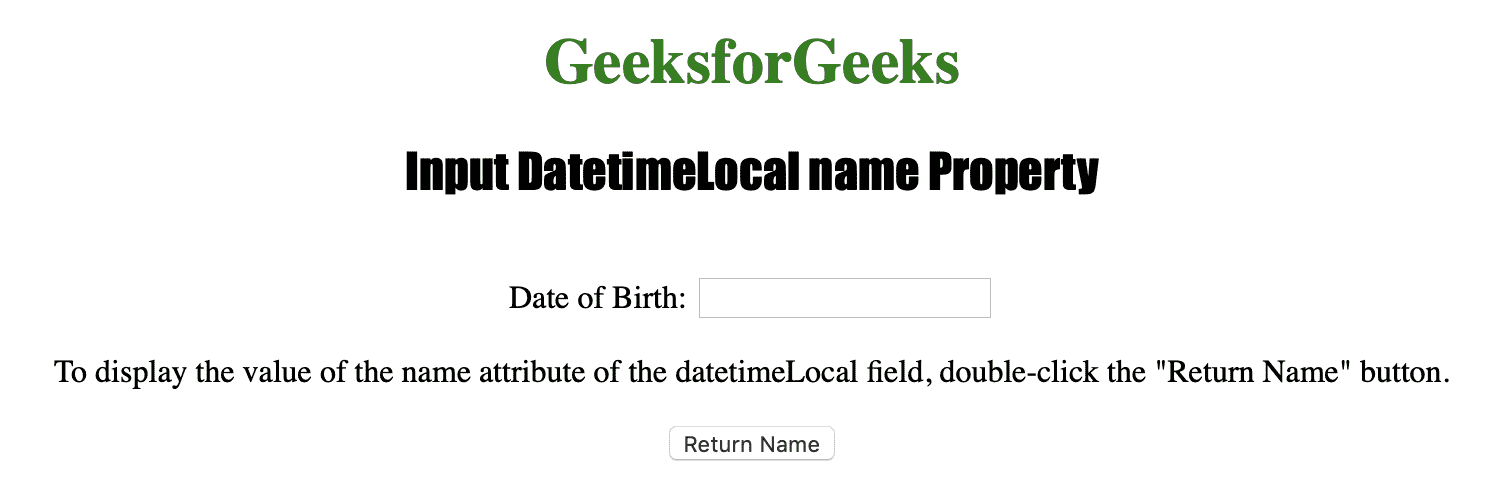 GeeksforGeeks
Input DatetimeLocal name Property
Date of Birth:
To display the value of the name attribute of the datetimeLocal field, double-click the "Return Name" button.
Return Name